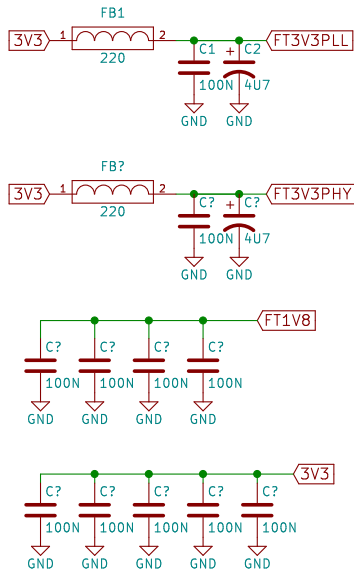 FB1
3V3 1 2 C1 C2 FT3V3PLL
+
220 100N 4U7
GND GND
FB?
3V3 1 2 C? C? FT3V3PHY
+
220 100N 4U7
GND GND
FT1V8
C? C? C? C?
100N 100N 100N 100N
GND GND GND GND
3V3
C? C? C? C? C?
100N 100N 100N 100N 100N
GND GND GND GND GND